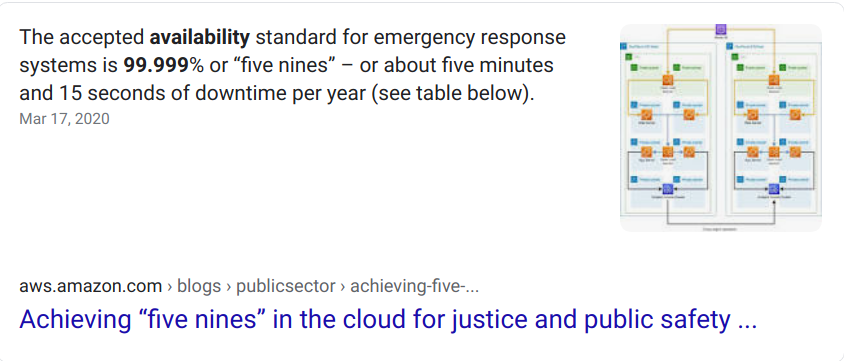 The accepted availability standard for emergency response
systems is 99.999% or “five nines” – or about five minutes
and 15 seconds of downtime per year (see table below).
Mar 17, 2020
aws.amazon.com › blogs › publicsector › achieving-five-...
Achieving “five nines” in the cloud for justice and public safety ...